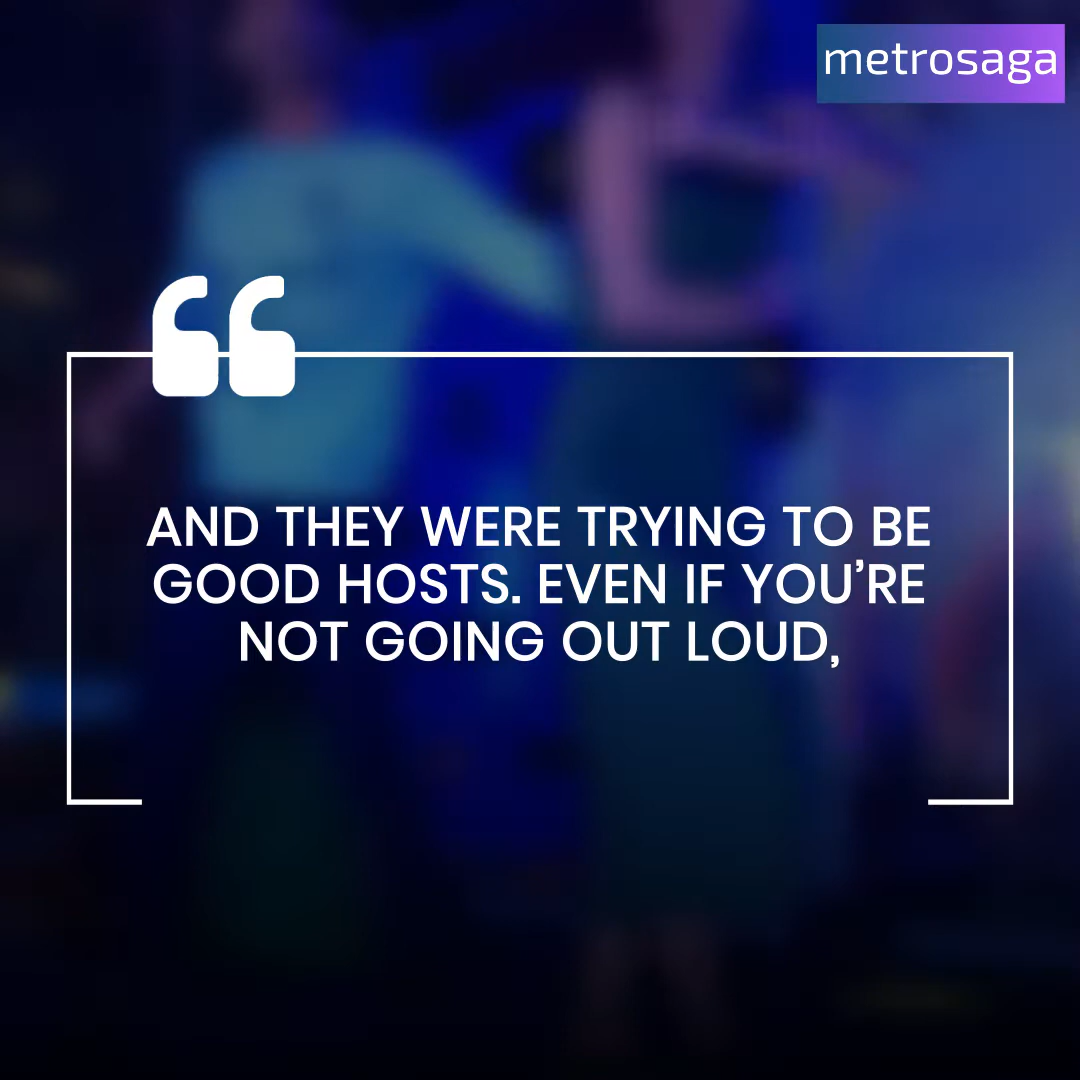 metrosaga
“
AND THEY WERE TRYING TO BE
GOOD HOSTS. EVEN IF YOU’RE
NOT GOING OUT LOUD,